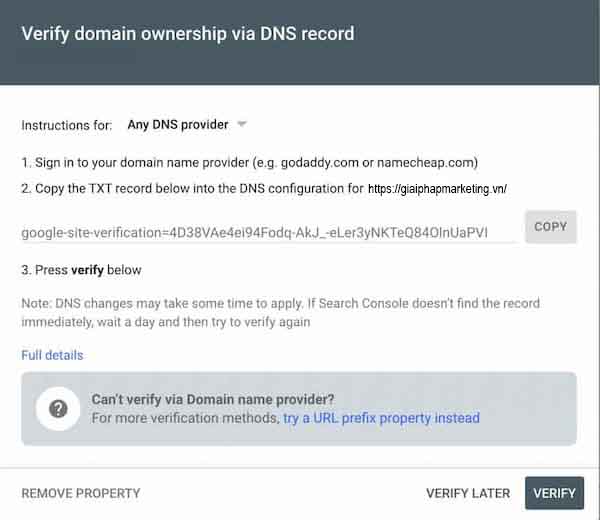 Verify domain ownership via DNS record
Instructions for: Any DNS provider
1. Sign in to your domain name provider (e.g. godaddy.com or namecheap.com)
2. Copy the TXT record below into the DNS configuration for https://giaiphapmarketing.vn/
google-site-verification=4D38VAe4ei94Fodq-AkJ_-eLer3yNKTeQ84OlnUaPVI
COPY
3. Press verify below
Note: DNS changes may take some time to apply. If Search Console doesn't find the record
immediately, wait a day and then try to verify again
Full details
?
Can't verify via Domain name provider?
For more verification methods, try a URL prefix property instead
REMOVE PROPERTY VERIFY LATER VERIFY